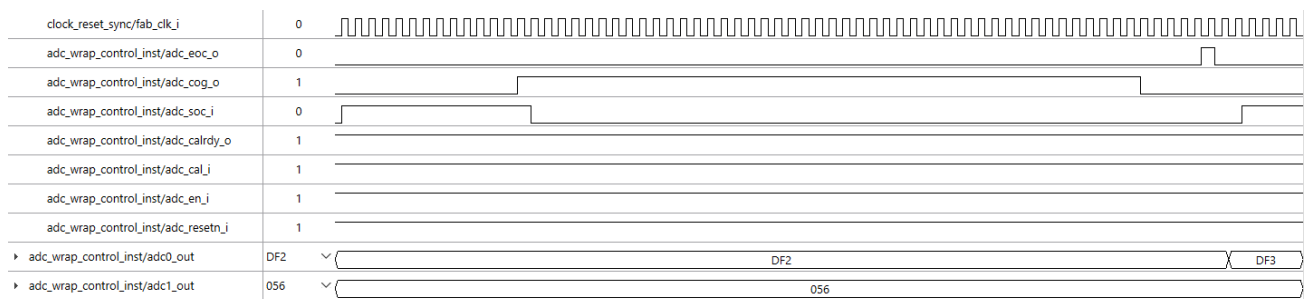 clock_reset_sync/fab_clk_i 0
adc_wrap_control_inst/adc_eoc_o 0
adc_wrap_control_inst/adc_cog_o 1
adc_wrap_control_inst/adc_soc_i 0
adc_wrap_control_inst/adc_calrdy_o 1
adc_wrap_control_inst/adc_cal_i 1
adc_wrap_control_inst/adc_en_i 1
adc_wrap_control_inst/adc_resetn_i 1
adc_wrap_control_inst/adc0_out DF2 DF2 DF3
adc_wrap_control_inst/adc1_out 056 056